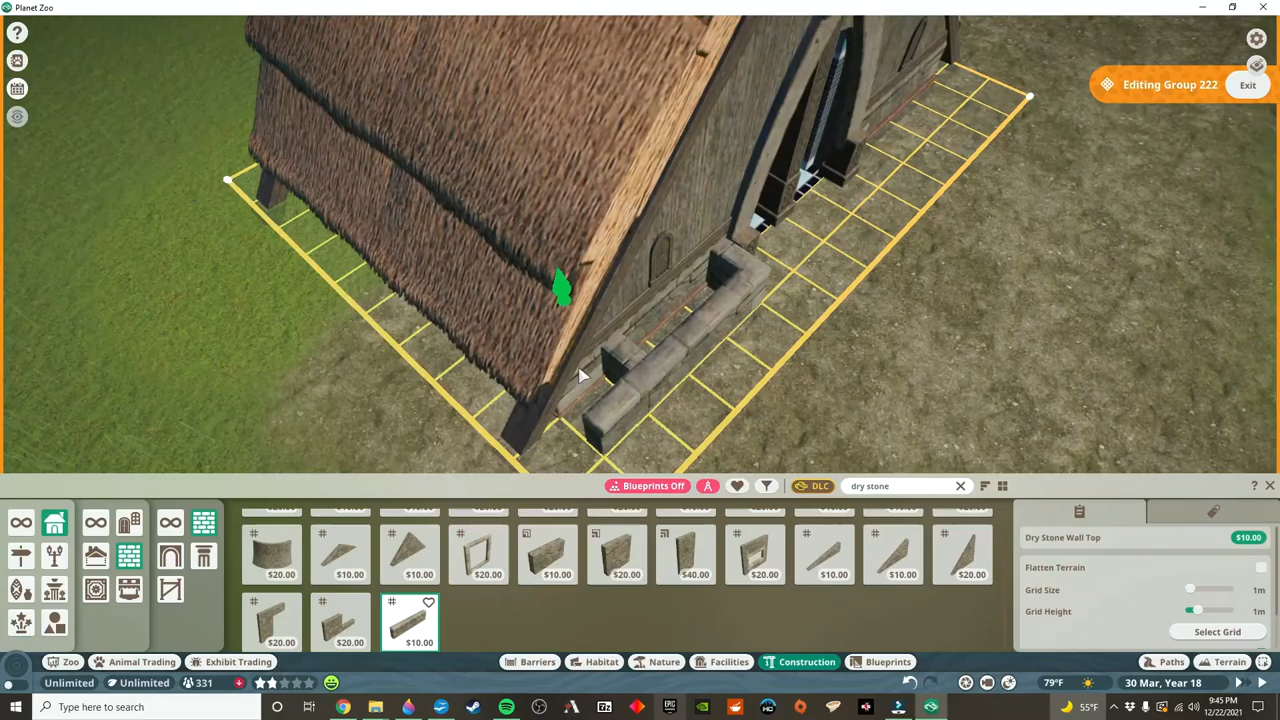 Planet Zoo
Editing Group 222
Exit
Blueprints Off
DLC
dry stone
Dry Stone Wall Top
$10.00
Flatten Terrain
Grid Size
1m
Grid Height
1m
Select Grid
$20.00
$10.00
$10.00
$20.00
$10.00
$20.00
$40.00
$20.00
$10.00
$10.00
$20.00
$20.00
$20.00
$10.00
Zoo
Animal Trading
Exhibit Trading
Barriers
Habitat
Nature
Facilities
Construction
Blueprints
Paths
Terrain
Unlimited
Unlimited
331
79°F
30 Mar, Year 18
Type here to search
55°F
9:45 PM
12/22/2021